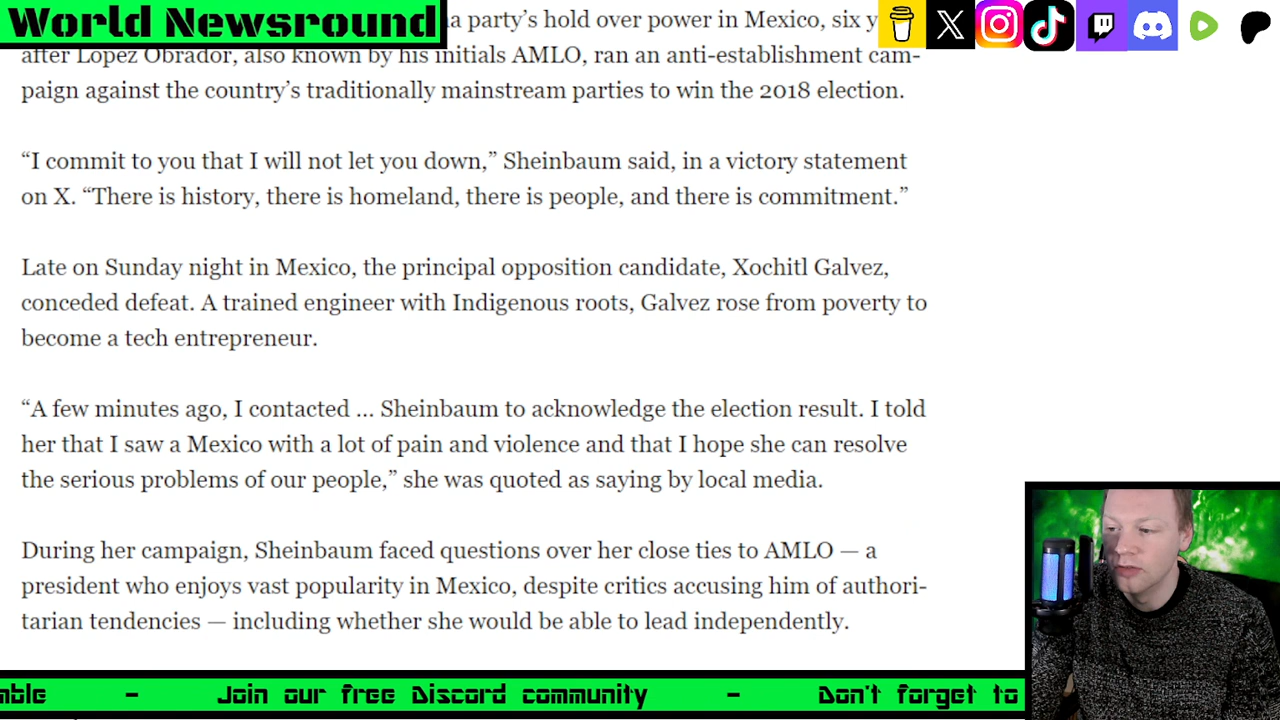 World Newsround
a party’s hold over power in Mexico, six y
after Lopez Obrador, also known by his initials AMLO, ran an anti-establishment cam-
paign against the country’s traditionally mainstream parties to win the 2018 election.
“I commit to you that I will not let you down,” Sheinbaum said, in a victory statement
on X. “There is history, there is homeland, there is people, and there is commitment.”
Late on Sunday night in Mexico, the principal opposition candidate, Xochitl Galvez,
conceded defeat. A trained engineer with Indigenous roots, Galvez rose from poverty to
become a tech entrepreneur.
“A few minutes ago, I contacted … Sheinbaum to acknowledge the election result. I told
her that I saw a Mexico with a lot of pain and violence and that I hope she can resolve
the serious problems of our people,” she was quoted as saying by local media.
During her campaign, Sheinbaum faced questions over her close ties to AMLO — a
president who enjoys vast popularity in Mexico, despite critics accusing him of authori-
tarian tendencies — including whether she would be able to lead independently.
mble - Join our free Discord community - Don't forget to